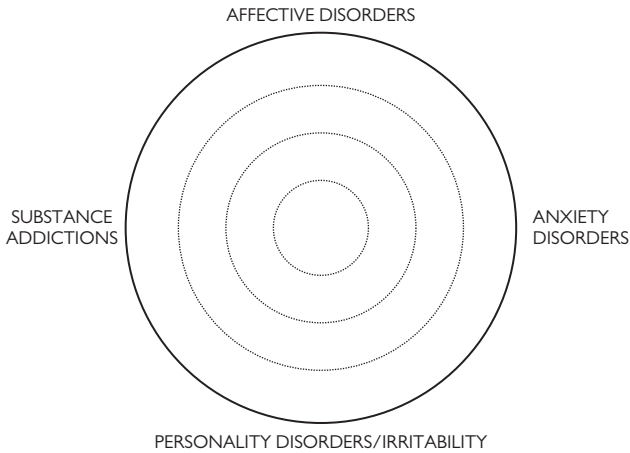 AFFECTIVE DISORDERS
SUBSTANCE
ADDICTIONS
ANXIETY
DISORDERS
PERSONALITY DISORDERS/IRRITABILITY